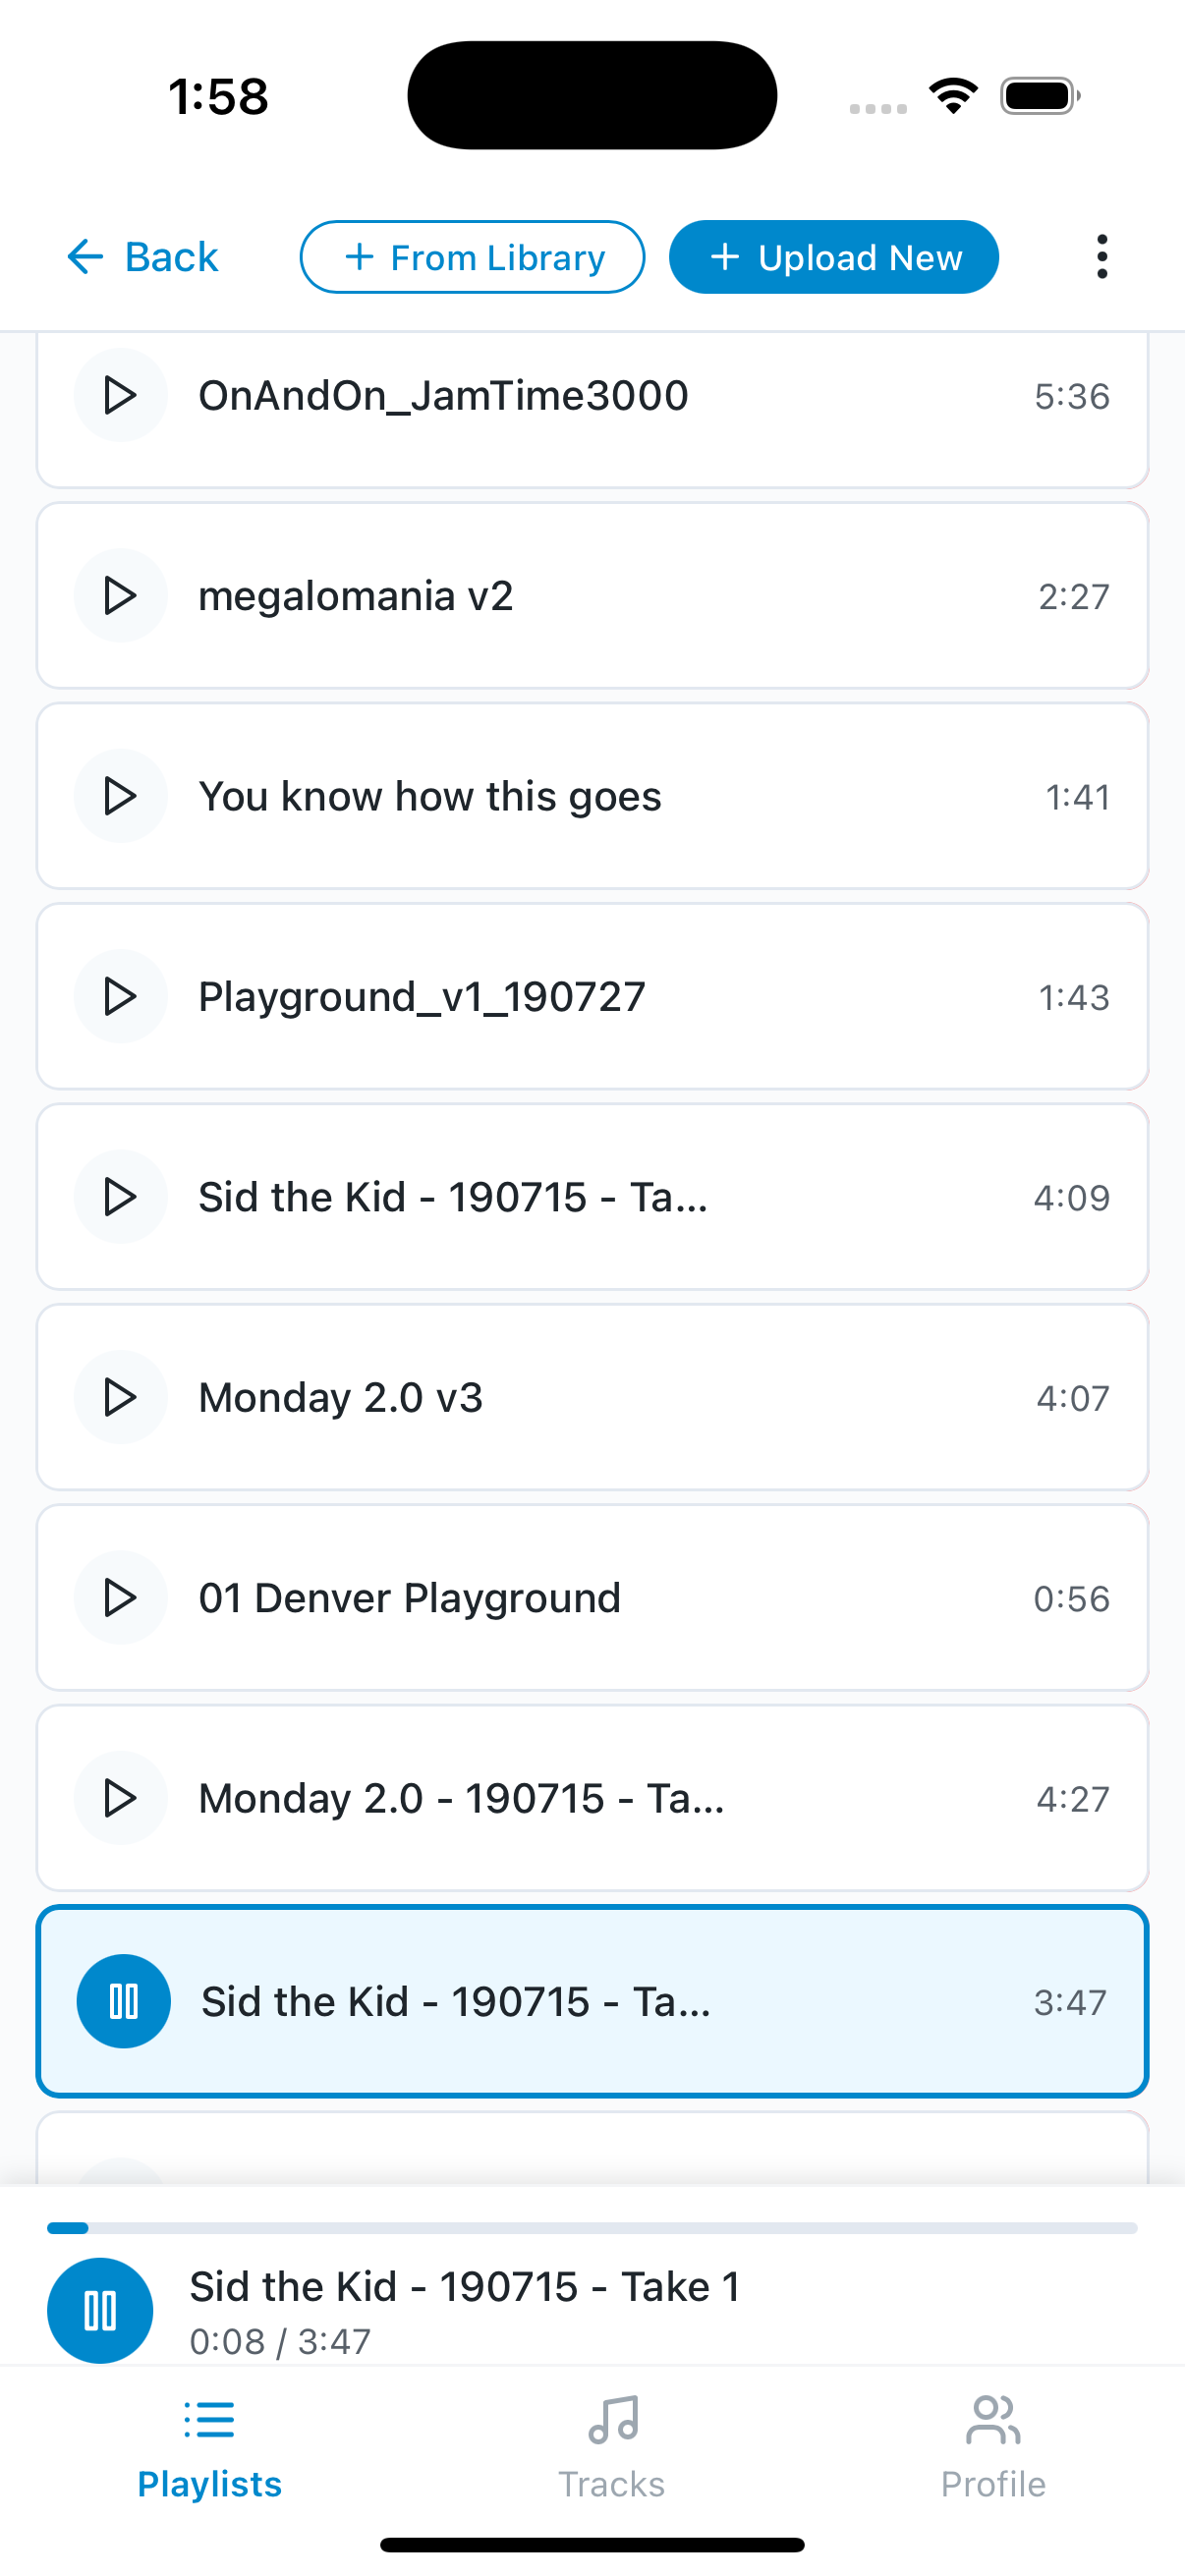 1:58
Back
From Library
Upload New
OnAndOn_JamTime3000
5:36
megalomania v2
2:27
You know how this goes
1:41
Playground_v1_190727
1:43
Sid the Kid - 190715 - Ta...
4:09
Monday 2.0 v3
4:07
01 Denver Playground
0:56
Monday 2.0 - 190715 - Ta...
4:27
Sid the Kid - 190715 - Ta...
3:47
Sid the Kid - 190715 - Take 1
0:08 / 3:47
Playlists
Tracks
Profile